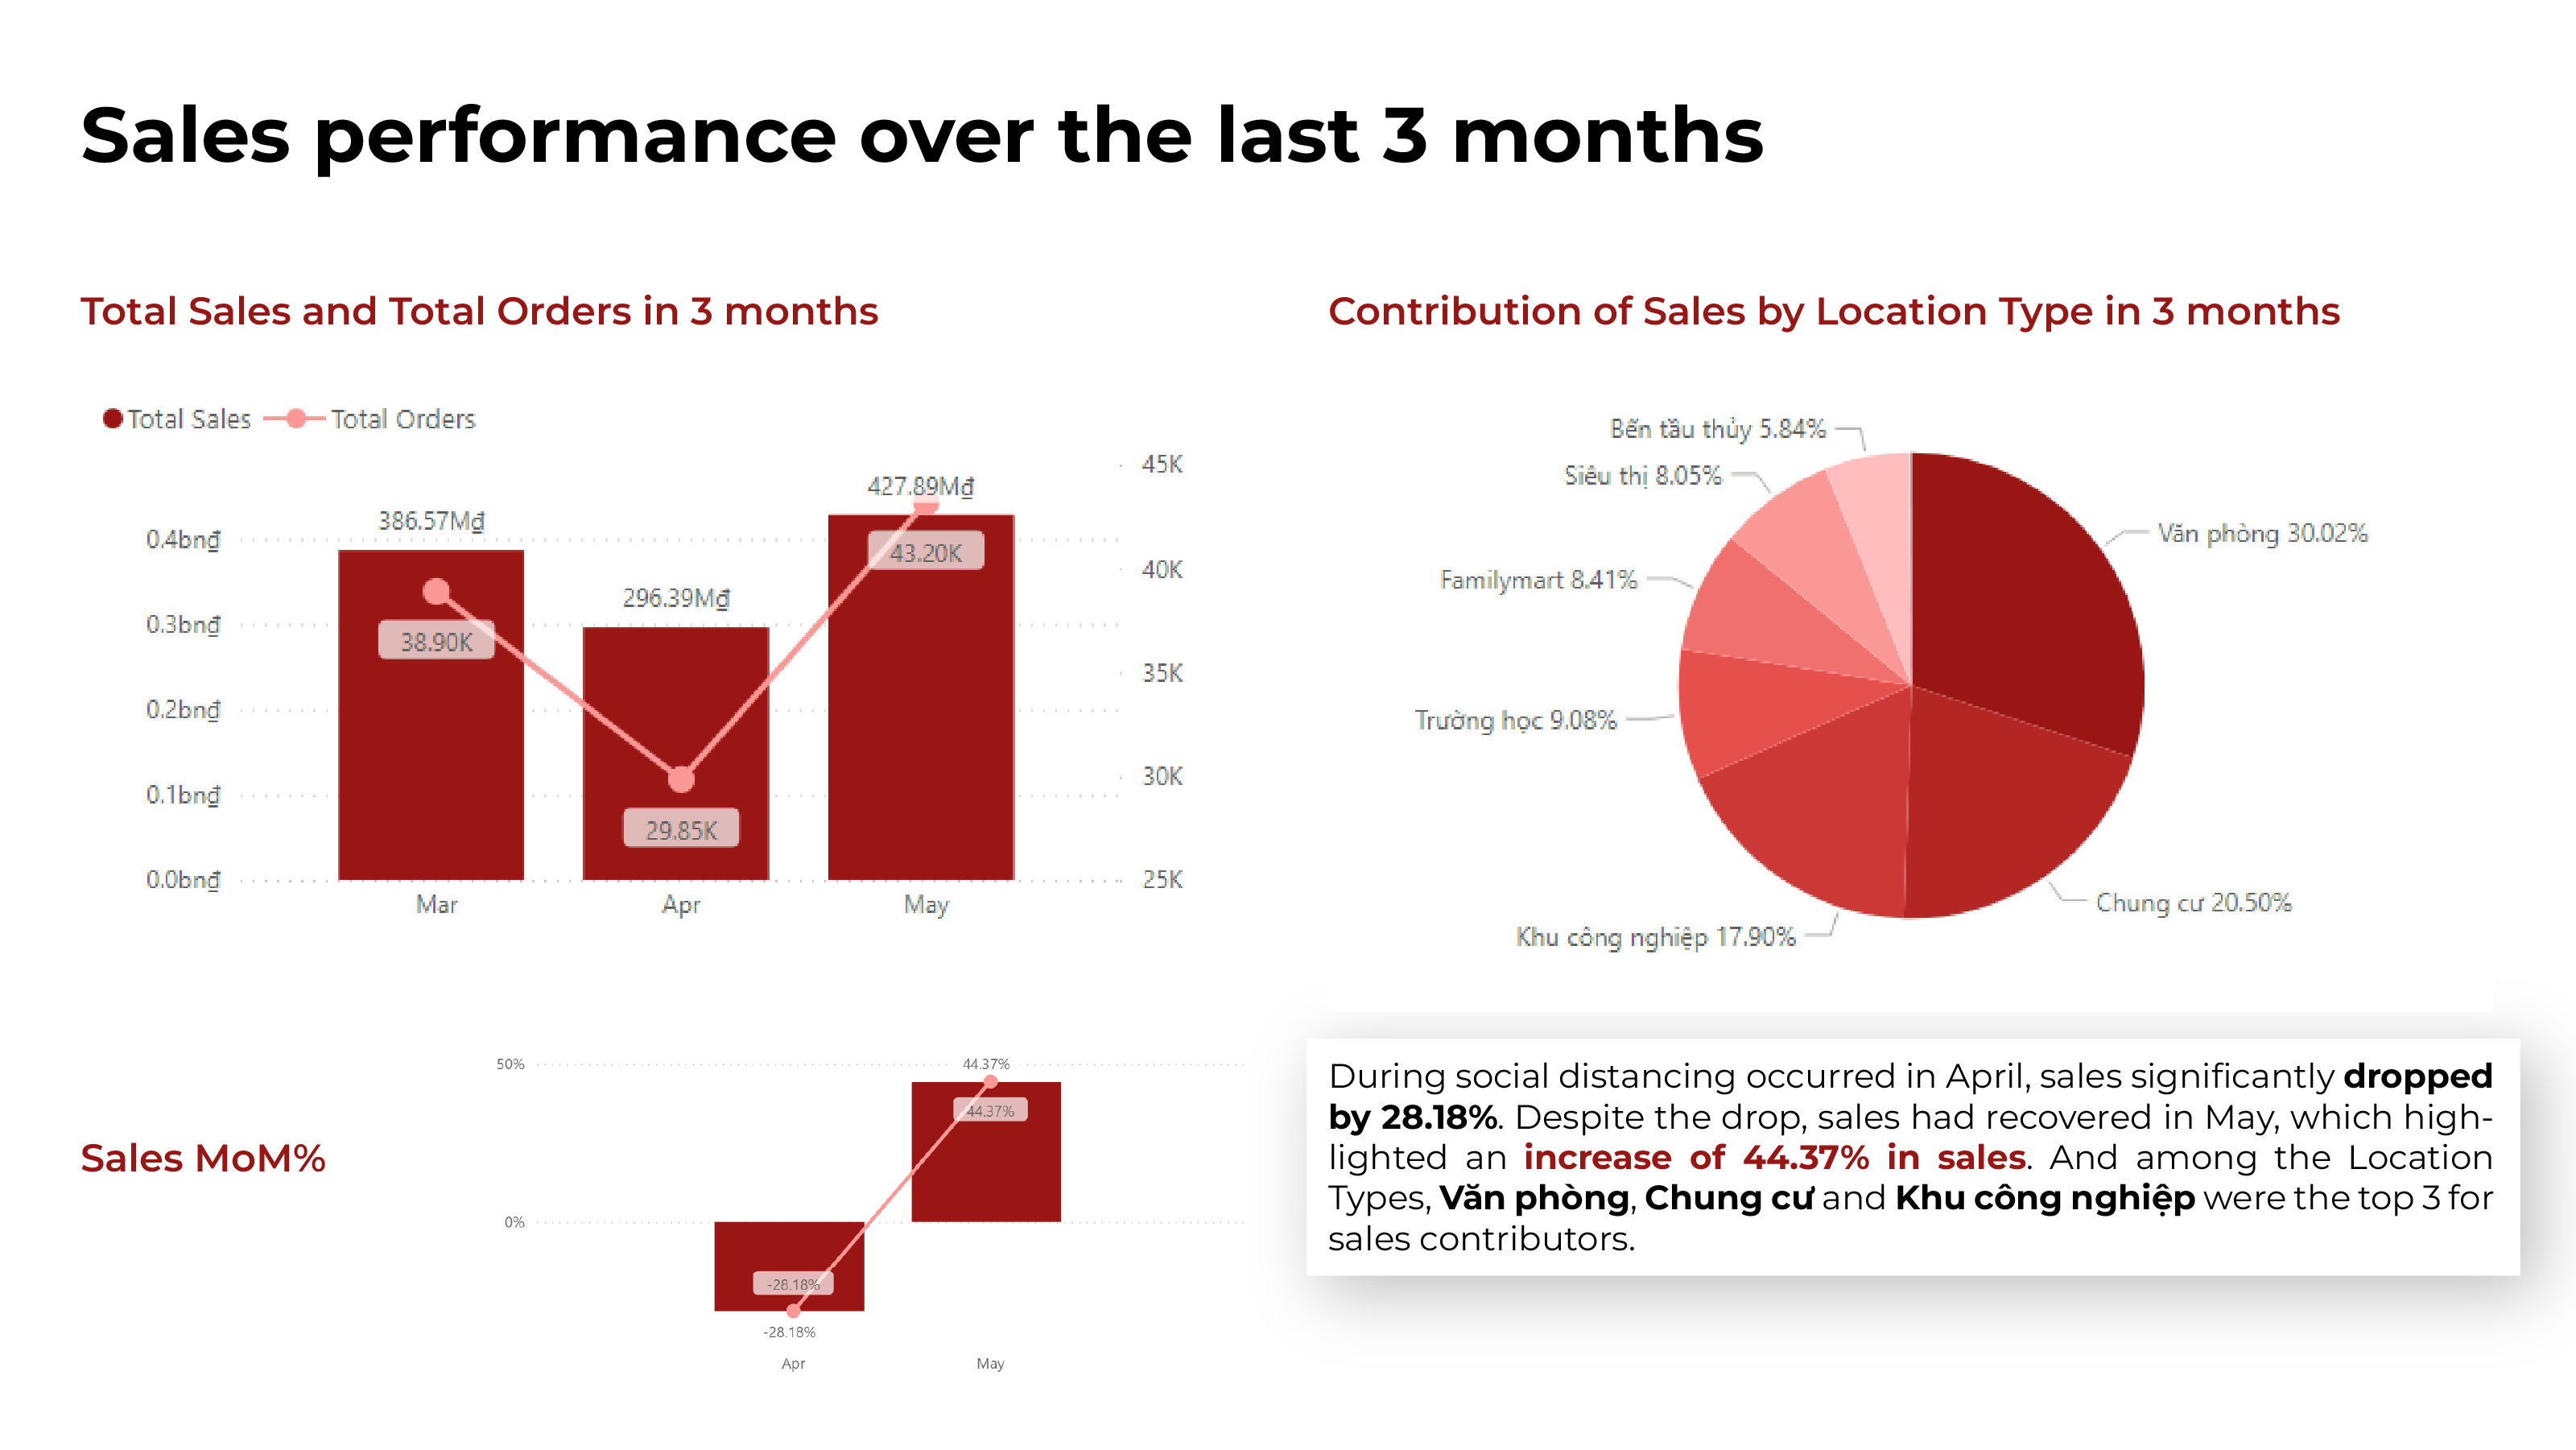 Sales performance over the last 3 months
Total Sales and Total Orders in 3 months
Total Sales
Total Orders
45K
40K
35K
30K
25K
0.4bnđ
0.3bnđ
0.2bnđ
0.1bnđ
0.0bnđ
386.57Mđ
296.39Mđ
427.89Mđ
38.90K
29.85K
43.20K
Mar
Apr
May
Contribution of Sales by Location Type in 3 months
Bến tầu thủy 5.84%
Siêu thị 8.05%
Familymart 8.41%
Trường học 9.08%
Khu công nghiệp 17.90%
Văn phòng 30.02%
Chung cư 20.50%
Sales MoM%
50%
0%
44.37%
44.37%
-28.18%
-28.18%
Apr
May
During social distancing occurred in April, sales significantly dropped
by 28.18%. Despite the drop, sales had recovered in May, which high-
lighted an increase of 44.37% in sales. And among the Location
Types, Văn phòng, Chung cư and Khu công nghiệp were the top 3 for
sales contributors.